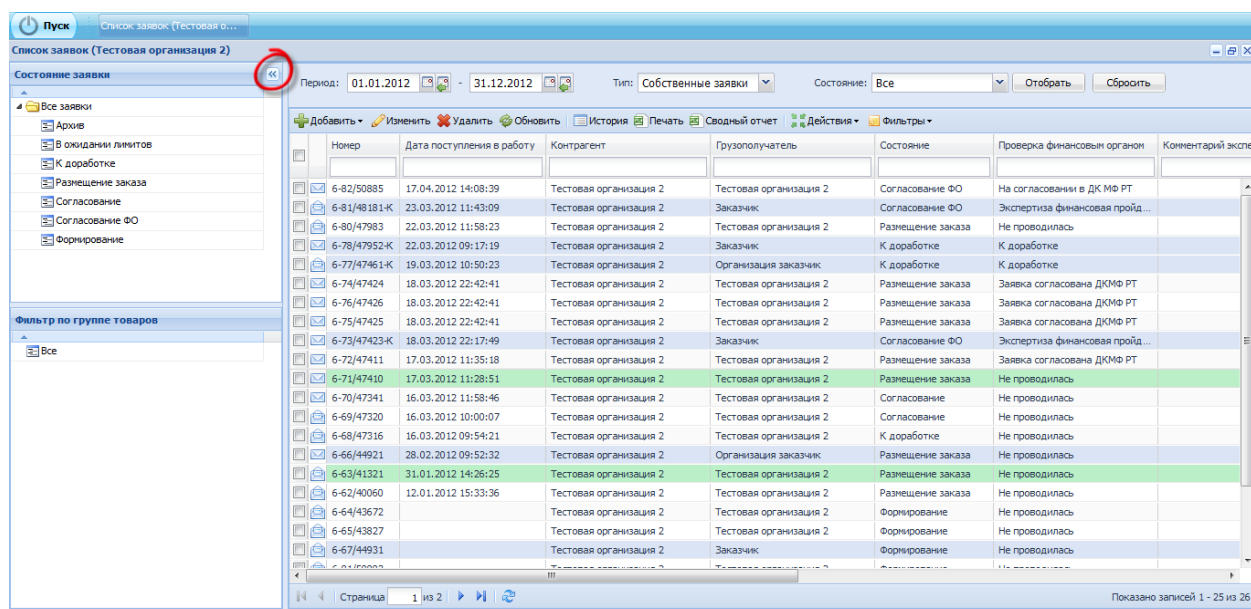 Пуск Список заявок (Тестовая о...
Список заявок (Тестовая организация 2)
Состояние заявки
Все заявки
Архив
В ожидании лимитов
К доработке
Размещение заказа
Согласование
Согласование ФО
Формирование
Фильтр по группе товаров
Все
Период: 01.01.2012 - 31.12.2012 Тип: Собственные заявки Состояние: Все Отобрать Сбросить
Добавить Изменить Удалить Обновить История Печать Сводный отчет Действия Фильтры
Номер Дата поступления в работу Контрагент Грузополучатель Состояние Проверка финансовым органом Комментарий экспе
6-82/50885 17.04.2012 14:08:39 Тестовая организация 2 Тестовая организация 2 Согласование ФО На согласовании в ДК МФ РТ
6-81/48181-К 23.03.2012 11:43:09 Тестовая организация 2 Заказчик Согласование ФО Экспертиза финансовая пройд...
6-80/47983 22.03.2012 11:58:23 Тестовая организация 2 Тестовая организация 2 Размещение заказа Не проводилась
6-78/47952-К 22.03.2012 09:17:19 Тестовая организация 2 Заказчик К доработке К доработке
6-77/47461-К 19.03.2012 10:50:23 Тестовая организация 2 Организация заказчик К доработке К доработке
6-74/47424 18.03.2012 22:42:41 Тестовая организация 2 Тестовая организация 2 Размещение заказа Заявка согласована ДКМФ РТ
6-76/47426 18.03.2012 22:42:41 Тестовая организация 2 Тестовая организация 2 Размещение заказа Заявка согласована ДКМФ РТ
6-75/47425 18.03.2012 22:42:41 Тестовая организация 2 Тестовая организация 2 Размещение заказа Заявка согласована ДКМФ РТ
6-73/47423-К 18.03.2012 22:17:49 Тестовая организация 2 Заказчик Согласование ФО Экспертиза финансовая пройд...
6-72/47411 17.03.2012 11:35:18 Тестовая организация 2 Тестовая организация 2 Размещение заказа Заявка согласована ДКМФ РТ
6-71/47410 17.03.2012 11:28:51 Тестовая организация 2 Тестовая организация 2 Размещение заказа Не проводилась
6-70/47341 16.03.2012 11:58:46 Тестовая организация 2 Тестовая организация 2 Согласование Не проводилась
6-69/47320 16.03.2012 10:00:07 Тестовая организация 2 Тестовая организация 2 Согласование Не проводилась
6-68/47316 16.03.2012 09:54:21 Тестовая организация 2 Тестовая организация 2 К доработке Не проводилась
6-66/44921 28.02.2012 09:52:32 Тестовая организация 2 Организация заказчик Размещение заказа Не проводилась
6-63/41321 31.01.2012 14:26:25 Тестовая организация 2 Тестовая организация 2 Размещение заказа Не проводилась
6-62/40060 12.01.2012 15:33:36 Тестовая организация 2 Тестовая организация 2 Размещение заказа Не проводилась
6-64/43672 Тестовая организация 2 Тестовая организация 2 Формирование Не проводилась
6-65/43827 Тестовая организация 2 Тестовая организация 2 Формирование Не проводилась
6-67/44931 Тестовая организация 2 Заказчик Формирование Не проводилась
Страница 1 из 2 Показано записей 1 - 25 из 26